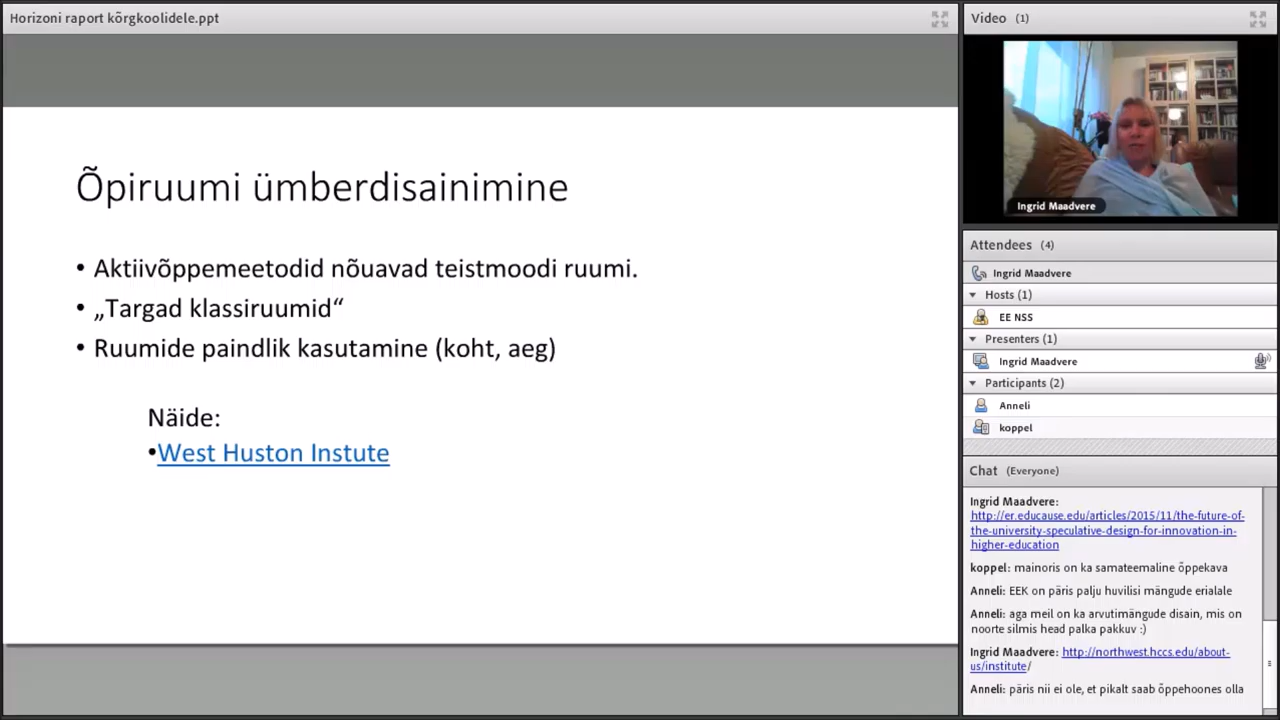 Horizoni raport kõrgkoolidele.ppt
Õpiruumi ümberdisainimine
• Aktiivõppemeetodid nõuavad teistmoodi ruumi.
• „Targad klassiruumid“
• Ruumide paindlik kasutamine (koht, aeg)
Näide:
•West Huston Instute
Video (1)
Ingrid Maadvere
Attendees (4)
Ingrid Maadvere
Hosts (1)
EE NSS
Presenters (1)
Ingrid Maadvere
Participants (2)
Anneli
koppel
Chat (Everyone)
Ingrid Maadvere:
http://er.educause.edu/articles/2015/11/the-future-of-
the-university-speculative-design-for-innovation-in-
higher-education
koppel: mainoris on ka samateemaline õppekava
Anneli: EEK on päris palju huvilisi mängude erialale
Anneli: aga meil on ka arvutimängude disain, mis on
noorte silmis head palka pakkuv :)
Ingrid Maadvere: http://northwest.hccs.edu/about-
us/institute/
Anneli: päris nii ei ole, et pikalt saab õppehoones olla